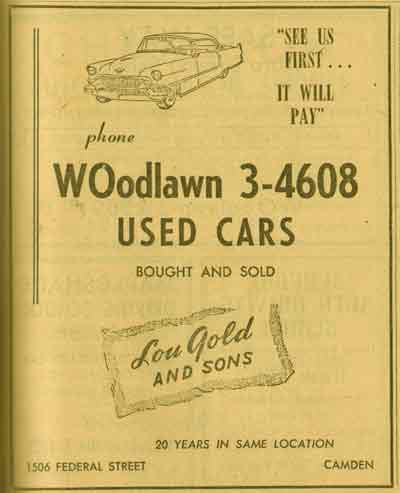 "SEE US
FIRST . . .
IT WILL
PAY"
phone
WOodlawn 3-4608
USED CARS
BOUGHT AND SOLD
Lou Gold
AND SONS
20 YEARS IN SAME LOCATION
1506 FEDERAL STREET CAMDEN